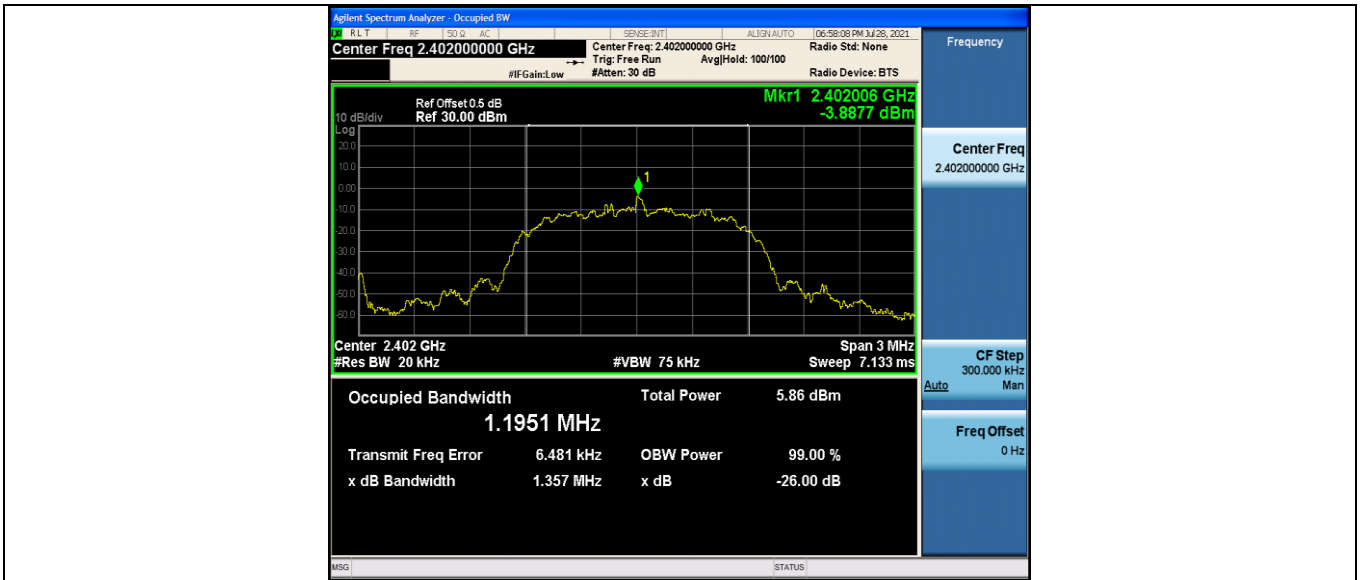 Agilent Spectrum Analyzer - Occupied BW
LXI RLT RF 50 Ω AC SENSE:INT ALIGN AUTO 06:58:08 PM Jul 28, 2021
Center Freq 2.402000000 GHz Center Freq: 2.402000000 GHz Radio Std: None
Trig: Free Run Avg|Hold: 100/100
#IFGain:Low #Atten: 30 dB Radio Device: BTS
Frequency
Mkr1 2.402006 GHz
-3.8877 dBm
Ref Offset 0.5 dB
10 dB/div Ref 30.00 dBm
Log
20.0
10.0
1
0.00
-10.0
-20.0
-30.0
-40.0
-50.0
-60.0
Center 2.402 GHz Span 3 MHz
#Res BW 20 kHz #VBW 75 kHz Sweep 7.133 ms
Occupied Bandwidth Total Power 5.86 dBm
1.1951 MHz
Transmit Freq Error 6.481 kHz OBW Power 99.00 %
x dB Bandwidth 1.357 MHz x dB -26.00 dB
Center Freq
2.402000000 GHz
CF Step
300.000 kHz
Auto Man
Freq Offset
0 Hz
MSG STATUS